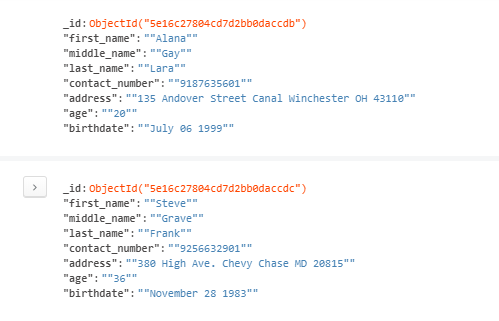 _id: ObjectId("5e16c27804cd7d2bb0daccdb")
"first_name": ""Alana""
"middle_name": ""Gay""
"last_name": ""Lara""
"contact_number": ""9187635601""
"address": ""135 Andover Street Canal Winchester OH 43110""
"age": ""20""
"birthdate": ""July 06 1999""
_id: ObjectId("5e16c27804cd7d2bb0daccdc")
"first_name": ""Steve""
"middle_name": ""Grave""
"last_name": ""Frank""
"contact_number": ""9256632901""
"address": ""380 High Ave. Chevy Chase MD 20815""
"age": ""36""
"birthdate": ""November 28 1983""